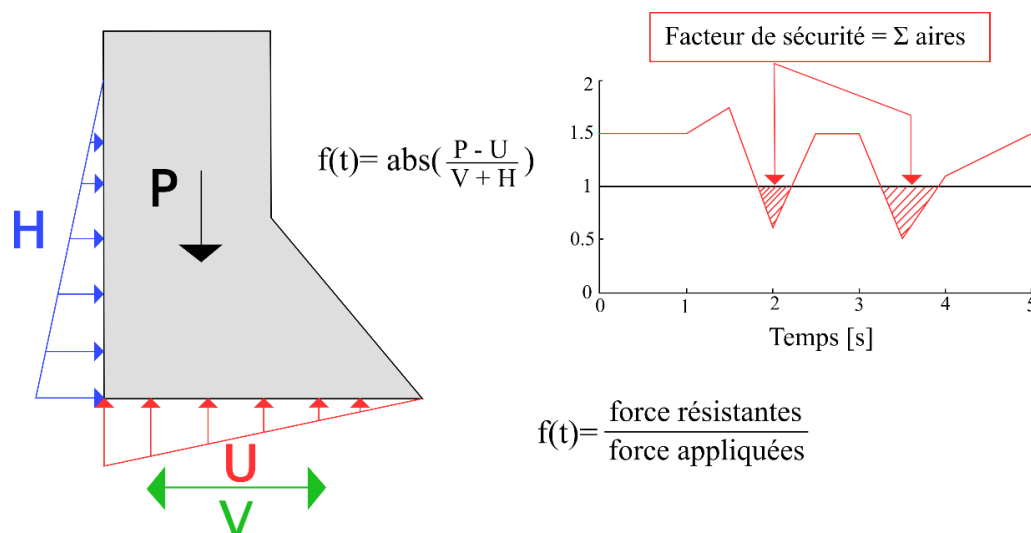 P
H
U
V
f(t)= abs(P - U / V + H)
Facteur de sécurité = Σ aires
2
1.5
1
0.5
0
0 1 2 3 4 5
Temps [s]
f(t)= force résistantes / force appliquées